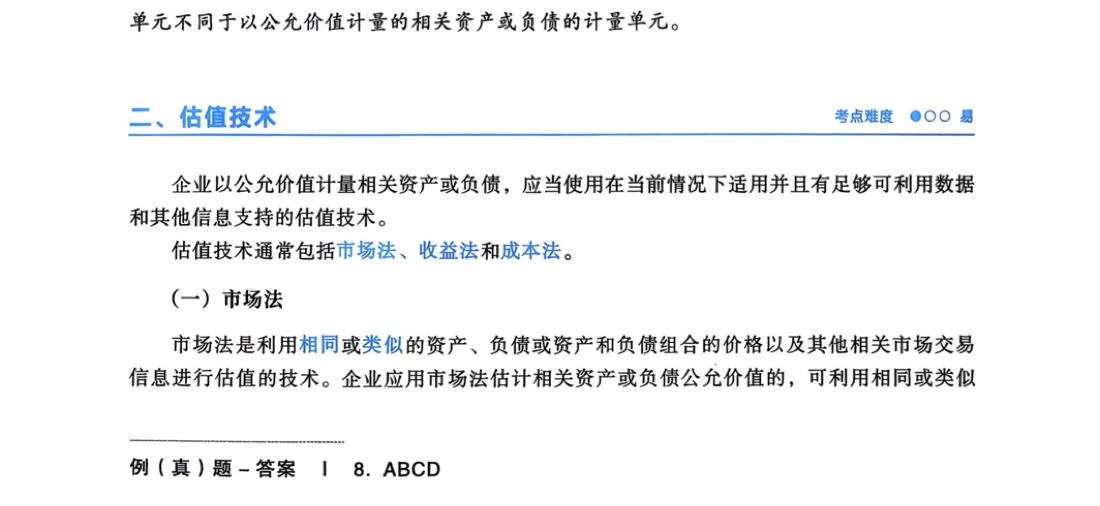 单元不同于以公允价值计量的相关资产或负债的计量单元。
二、估值技术
考点难度 ●○○ 易
企业以公允价值计量相关资产或负债，应当使用在当前情况下适用并且有足够可利用数据
和其他信息支持的估值技术。
估值技术通常包括市场法、收益法和成本法。
（一）市场法
市场法是利用相同或类似的资产、负债或资产和负债组合的价格以及其他相关市场交易
信息进行估值的技术。企业应用市场法估计相关资产或负债公允价值的，可利用相同或类似
例（真）题－答案 | 8. ABCD